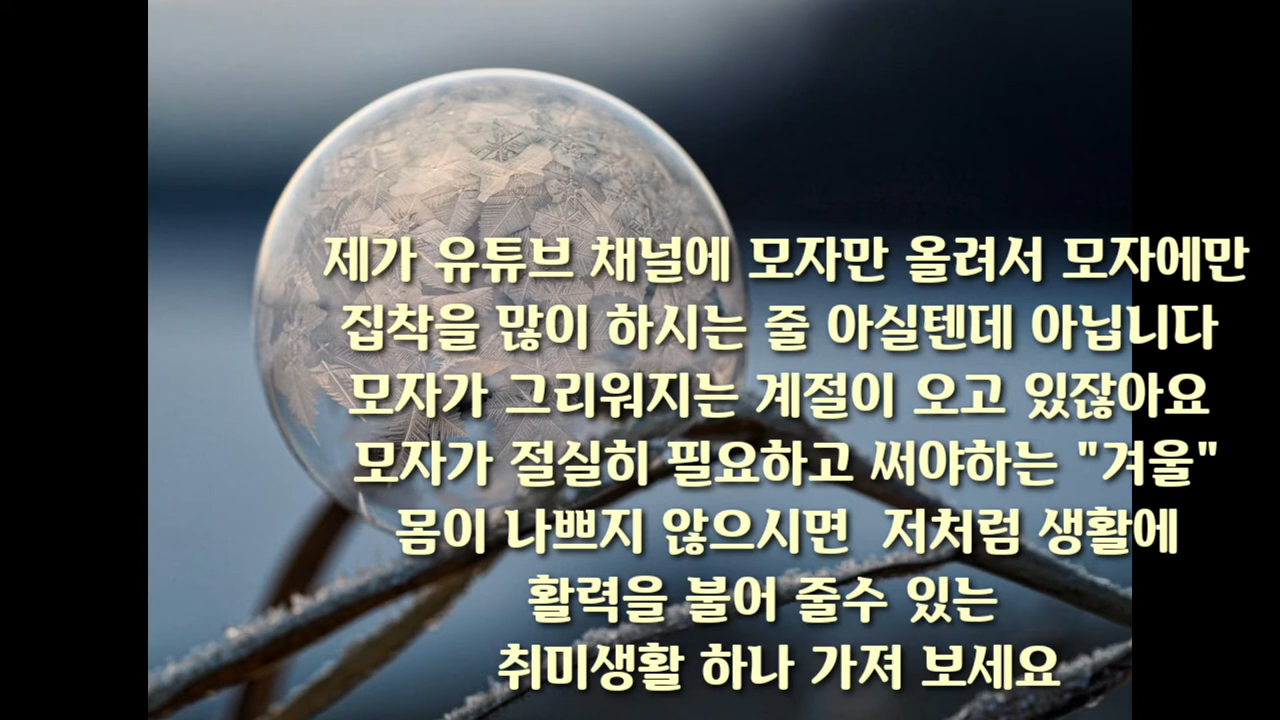 제가 유튜브 채널에 모자만 올려서 모자에만
집착을 많이 하시는 줄 아실텐데 아닙니다
모자가 그리워지는 계절이 오고 있잖아요
모자가 절실히 필요하고 써야하는 "겨울"
몸이 나쁘지 않으시면  저처럼 생활에
활력을 불어 줄수 있는
취미생활 하나 가져 보세요